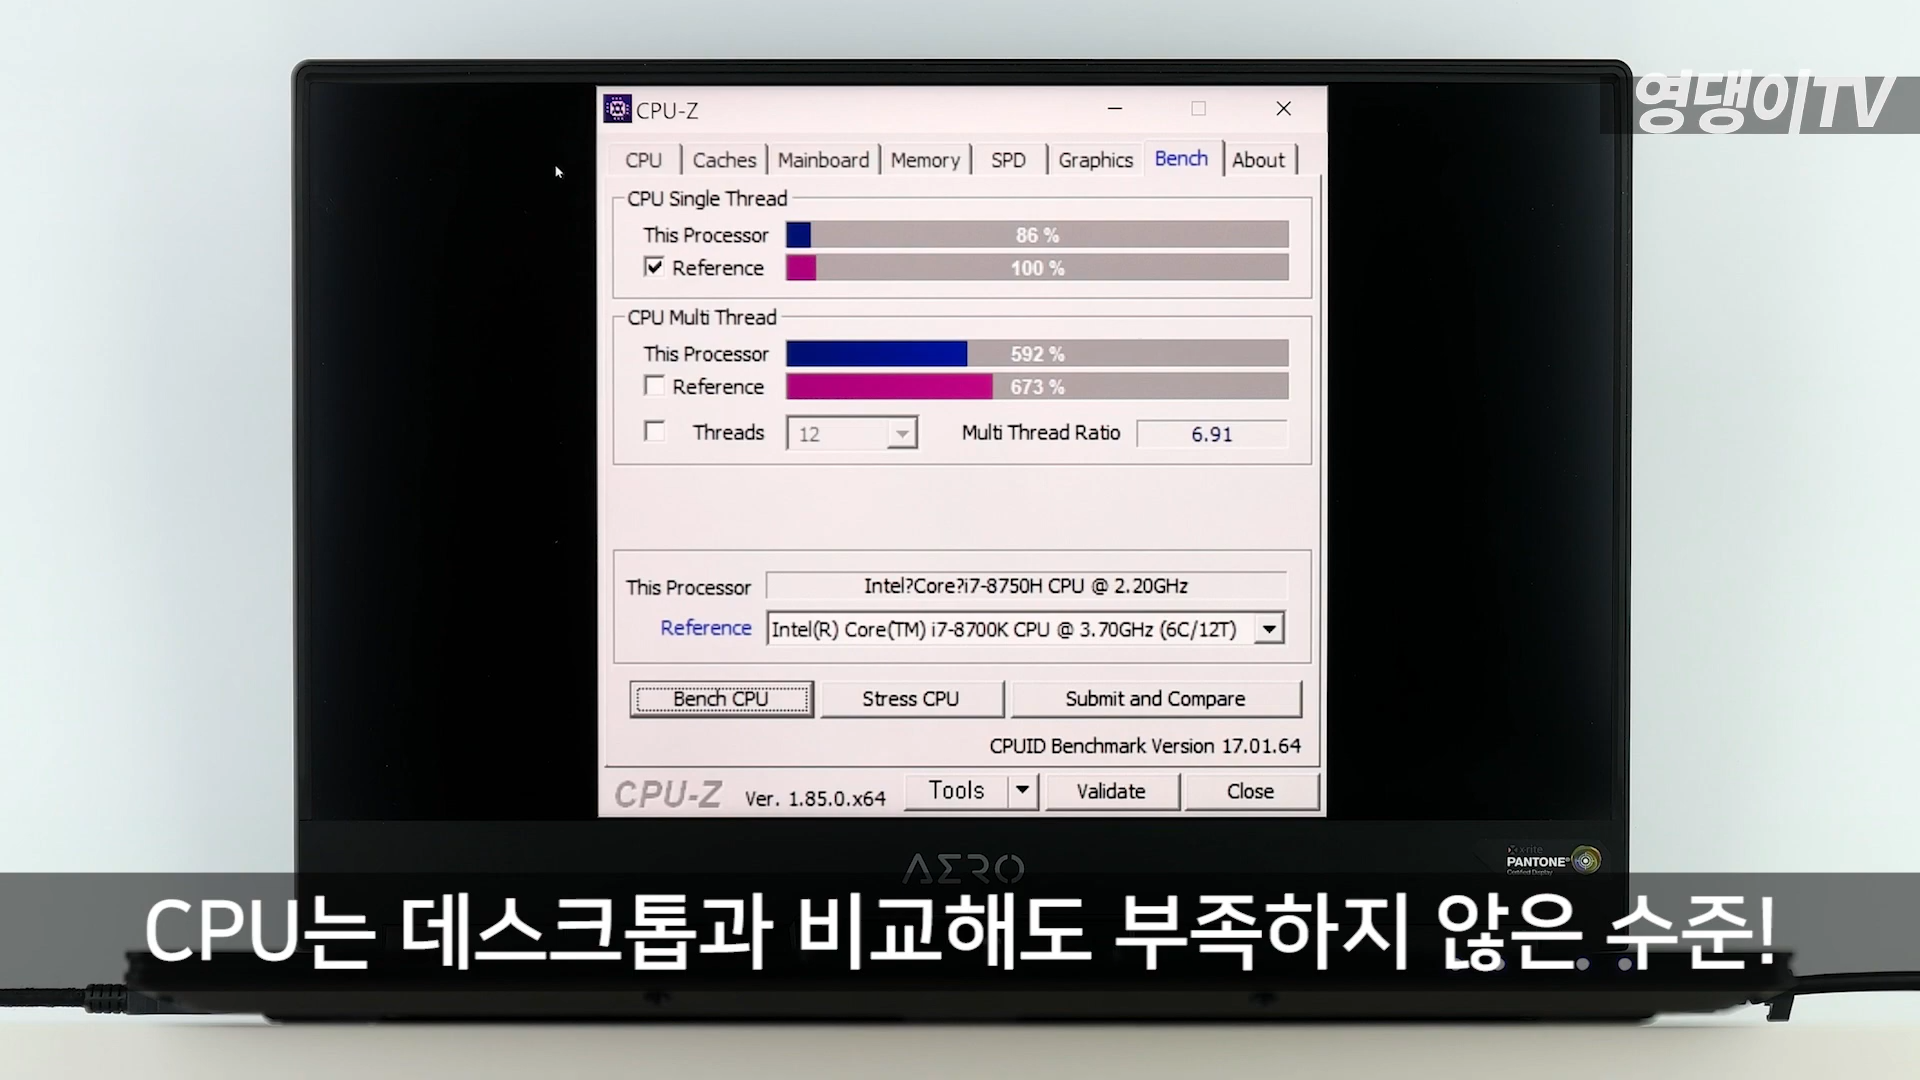 영댕이TV
CPU-Z
CPU Caches Mainboard Memory SPD Graphics Bench About
CPU Single Thread
This Processor 86 %
Reference 100 %
CPU Multi Thread
This Processor 592 %
Reference 673 %
Threads 12 Multi Thread Ratio 6.91
This Processor Intel?Core?i7-8750H CPU @ 2.20GHz
Reference Intel(R) Core(TM) i7-8700K CPU @ 3.70GHz (6C/12T)
Bench CPU Stress CPU Submit and Compare
CPUID Benchmark Version 17.01.64
CPU-Z Ver. 1.85.0.x64 Tools Validate Close
AERO
x-rite
PANTONE®
Certified Display
CPU는 데스크톱과 비교해도 부족하지 않은 수준!